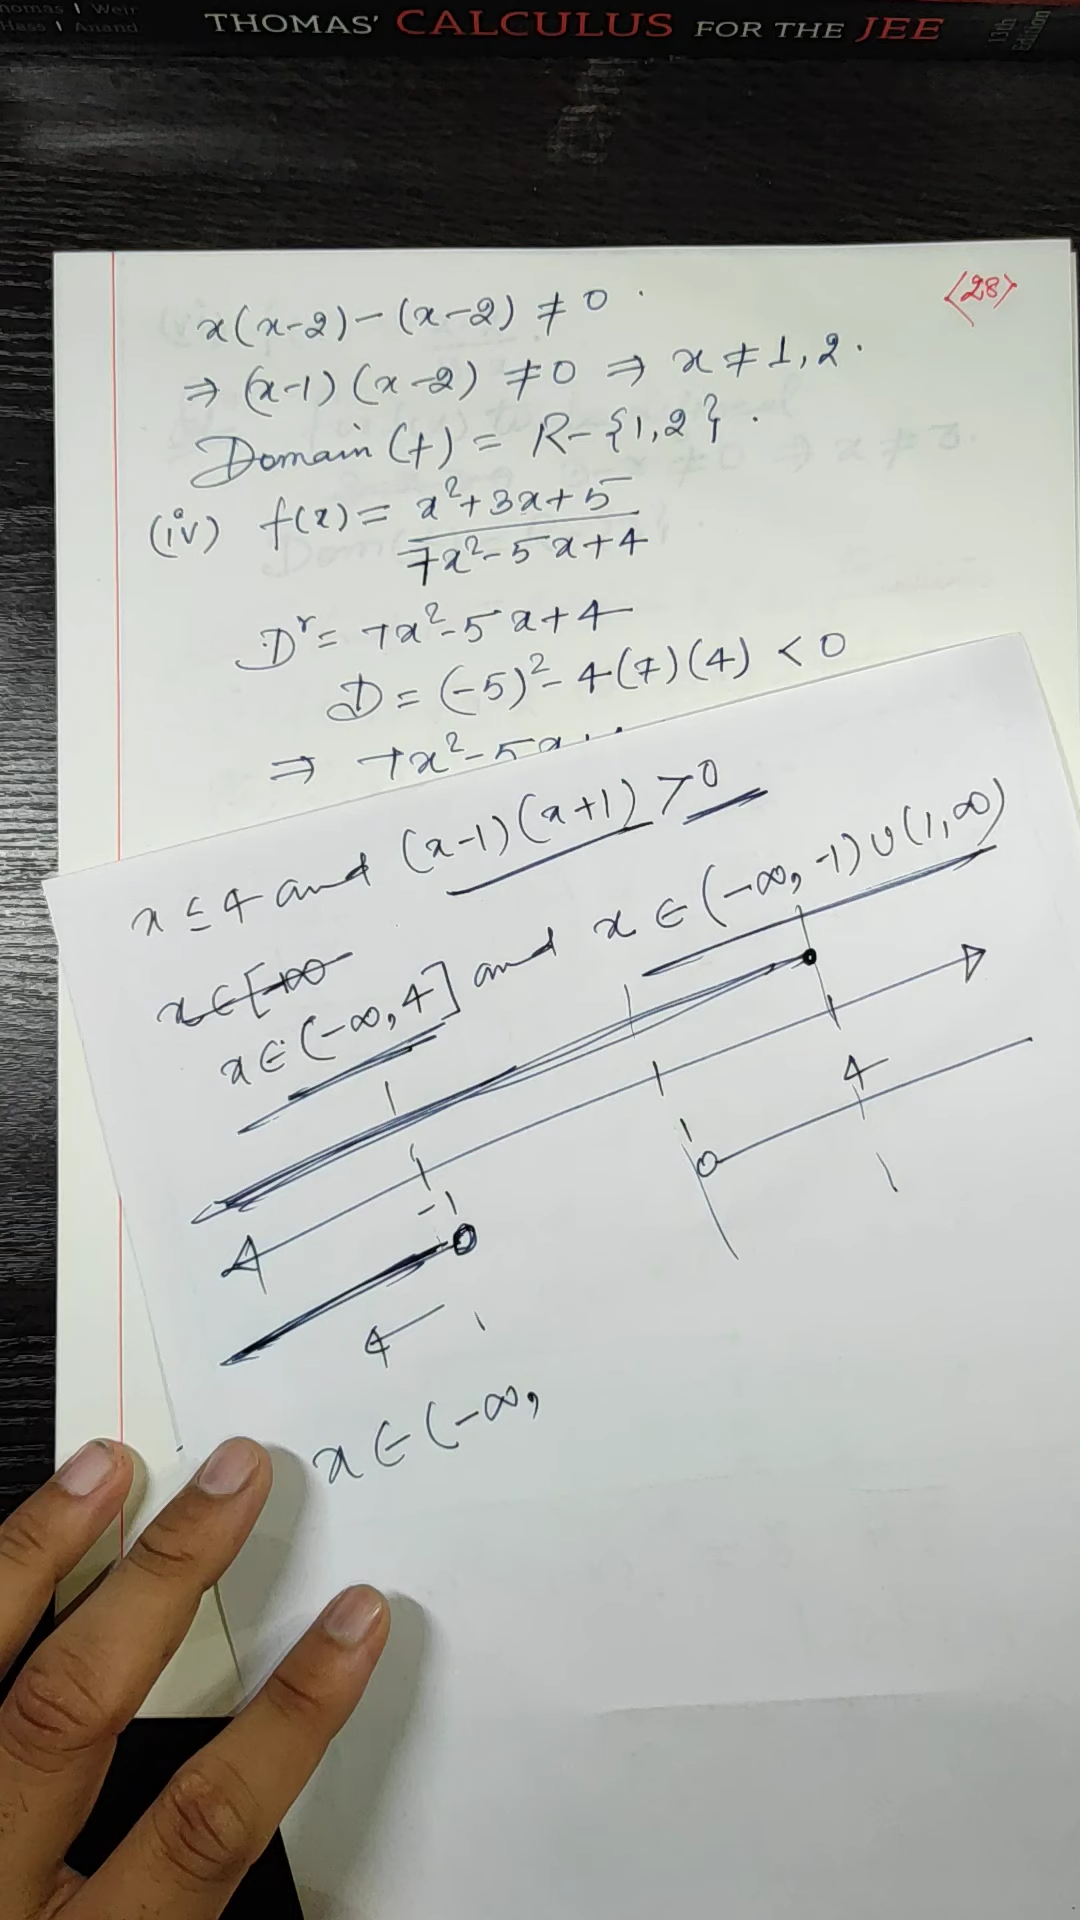 Thomas | Weir
Hass | Anand
THOMAS' CALCULUS FOR THE JEE
13th Edition
<28>
x(x-2)-(x-2) ≠ 0.
⇒ (x-1)(x-2) ≠ 0 ⇒ x ≠ 1, 2.
Domain (f) = R-{1,2}.
(iv) f(x) = x²+3x+5 / 7x²-5x+4
Dʳ = 7x²-5x+4
D = (-5)²-4(7)(4) < 0
⇒ 7x²-5x
x ≤ 4 and (x-1)(x+1) > 0
x ∈ [-∞
x ∈ (-∞, 4] and x ∈ (-∞, -1) ∪ (1, ∞)
-1 1 4
x ∈ (-∞,